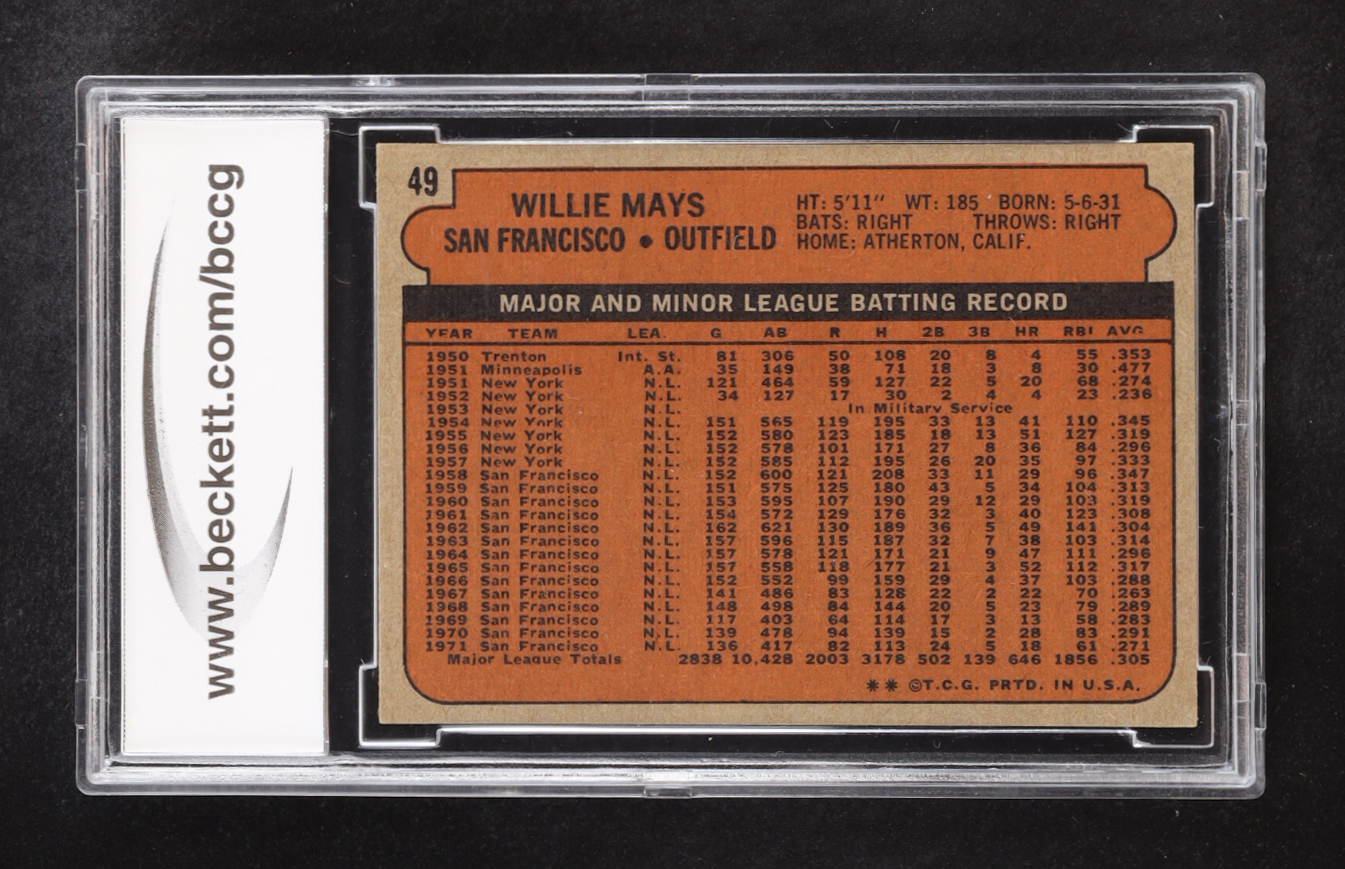 www.beckett.com/bccg
49
WILLIE MAYS
SAN FRANCISCO • OUTFIELD
HT: 5'11" WT: 185 BORN: 5-6-31
BATS: RIGHT THROWS: RIGHT
HOME: ATHERTON, CALIF.
MAJOR AND MINOR LEAGUE BATTING RECORD
YEAR TEAM LEA. G AB R H 2B 3B HR RBI AVG
1950 Trenton Int. St. 81 306 50 108 20 8 4 55 .353
1951 Minneapolis A.A. 35 149 38 71 18 3 8 30 .477
1951 New York N.L. 121 464 59 127 22 5 20 68 .274
1952 New York N.L. 34 127 17 30 2 4 4 23 .236
1953 New York N.L. In Military Service
1954 New York N.L. 151 565 119 195 33 13 41 110 .345
1955 New York N.L. 152 580 123 185 18 13 51 127 .319
1956 New York N.L. 152 578 101 171 27 8 36 84 .296
1957 New York N.L. 152 585 112 195 26 20 35 97 .333
1958 San Francisco N.L. 152 600 121 208 33 11 29 96 .347
1959 San Francisco N.L. 151 575 125 180 43 5 34 104 .313
1960 San Francisco N.L. 153 595 107 190 29 12 29 103 .319
1961 San Francisco N.L. 154 572 129 176 32 3 40 123 .308
1962 San Francisco N.L. 162 621 130 189 36 5 49 141 .304
1963 San Francisco N.L. 157 596 115 187 32 7 38 103 .314
1964 San Francisco N.L. 157 578 121 171 21 9 47 111 .296
1965 San Francisco N.L. 157 558 118 177 21 3 52 112 .317
1966 San Francisco N.L. 152 552 99 159 29 4 37 103 .288
1967 San Francisco N.L. 141 486 83 128 22 2 22 70 .263
1968 San Francisco N.L. 148 498 84 144 20 5 23 79 .289
1969 San Francisco N.L. 117 403 64 114 17 3 13 58 .283
1970 San Francisco N.L. 139 478 94 139 15 2 28 83 .291
1971 San Francisco N.L. 136 417 82 113 24 5 18 61 .271
Major League Totals 2838 10,428 2003 3178 502 139 646 1856 .305
** ©T.C.G. PRTD. IN U.S.A.